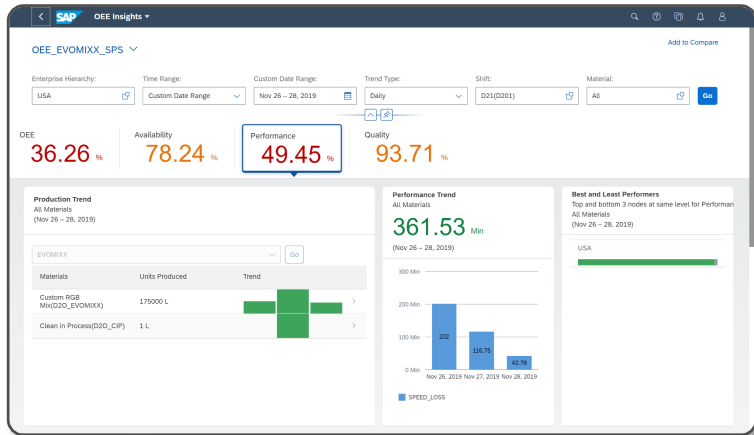 SAP OEE Insights
OEE_EVOMIXX_SPS
Add to Compare
Enterprise Hierarchy: Time Range: Custom Date Range: Trend Type: Shift: Material:
USA Custom Date Range Nov 26 – 28, 2019 Daily D21(D201) All Go
OEE Availability Performance Quality
36.26 % 78.24 % 49.45 % 93.71 %
Production Trend
All Materials
(Nov 26 – 28, 2019)
EVOMIXX Go
Materials Units Produced Trend
Custom RGB
Mix(D2O_EVOMIXX) 175000 L
Clean in Process(D2O_CIP) 1 L
Performance Trend
All Materials
361.53 Min
(Nov 26 – 28, 2019)
300 Min
200 Min
100 Min
0 Min
202
116.75
42.78
Nov 26, 2019 Nov 27, 2019 Nov 28, 2019
SPEED_LOSS
Best and Least Performers
Top and bottom 3 nodes at same level for Performan
All Materials
(Nov 26 – 28, 2019)
USA